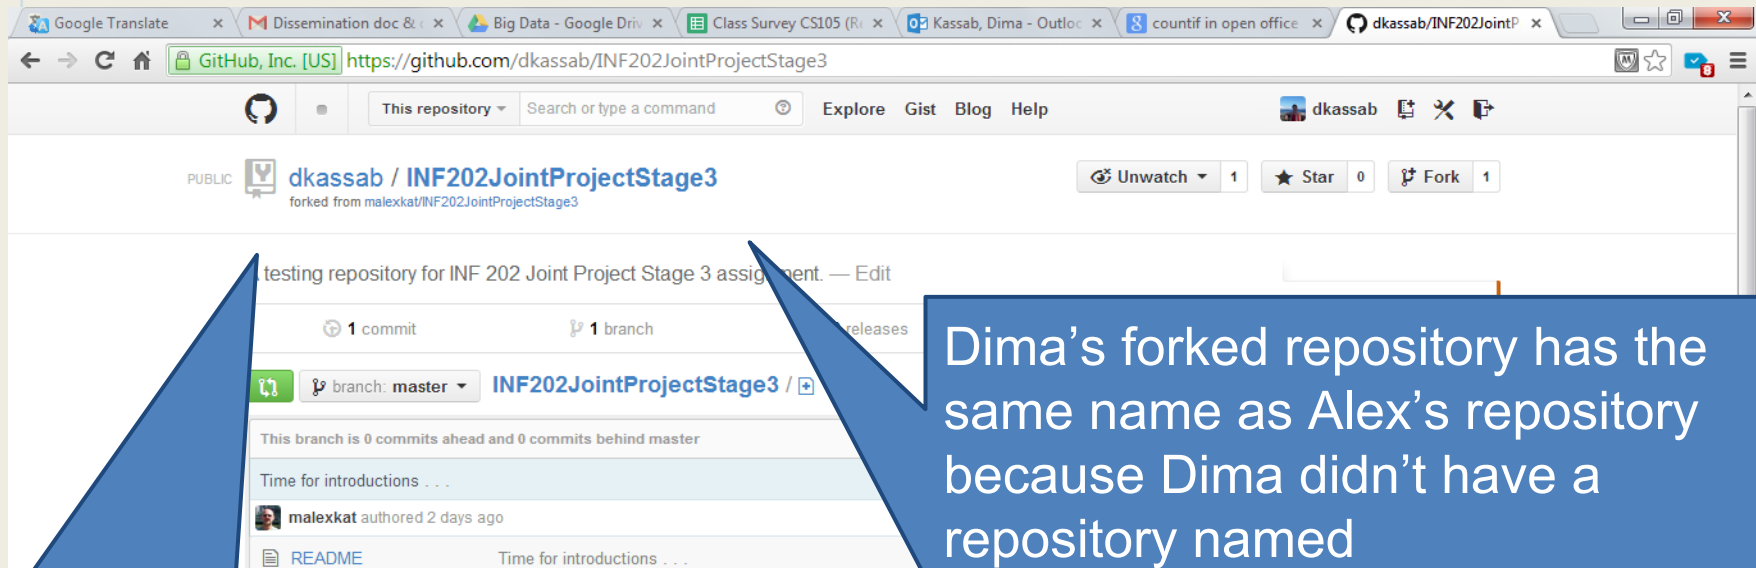 Google Translate
Dissemination doc &
Big Data - Google Driv
Class Survey CS105 (Re
Kassab, Dima - Outloo
countif in open office
dkassab/INF202JointP
GitHub, Inc. [US] https://github.com/dkassab/INF202JointProjectStage3
This repository Search or type a command Explore Gist Blog Help dkassab
PUBLIC dkassab / INF202JointProjectStage3 Unwatch 1 Star 0 Fork 1
forked from malexkat/INF202JointProjectStage3
testing repository for INF 202 Joint Project Stage 3 assignment. — Edit
1 commit 1 branch releases
branch: master INF202JointProjectStage3 /
This branch is 0 commits ahead and 0 commits behind master
Time for introductions . . .
malexkat authored 2 days ago
README Time for introductions . . .
Dima’s forked repository has the
same name as Alex’s repository
because Dima didn’t have a
repository named